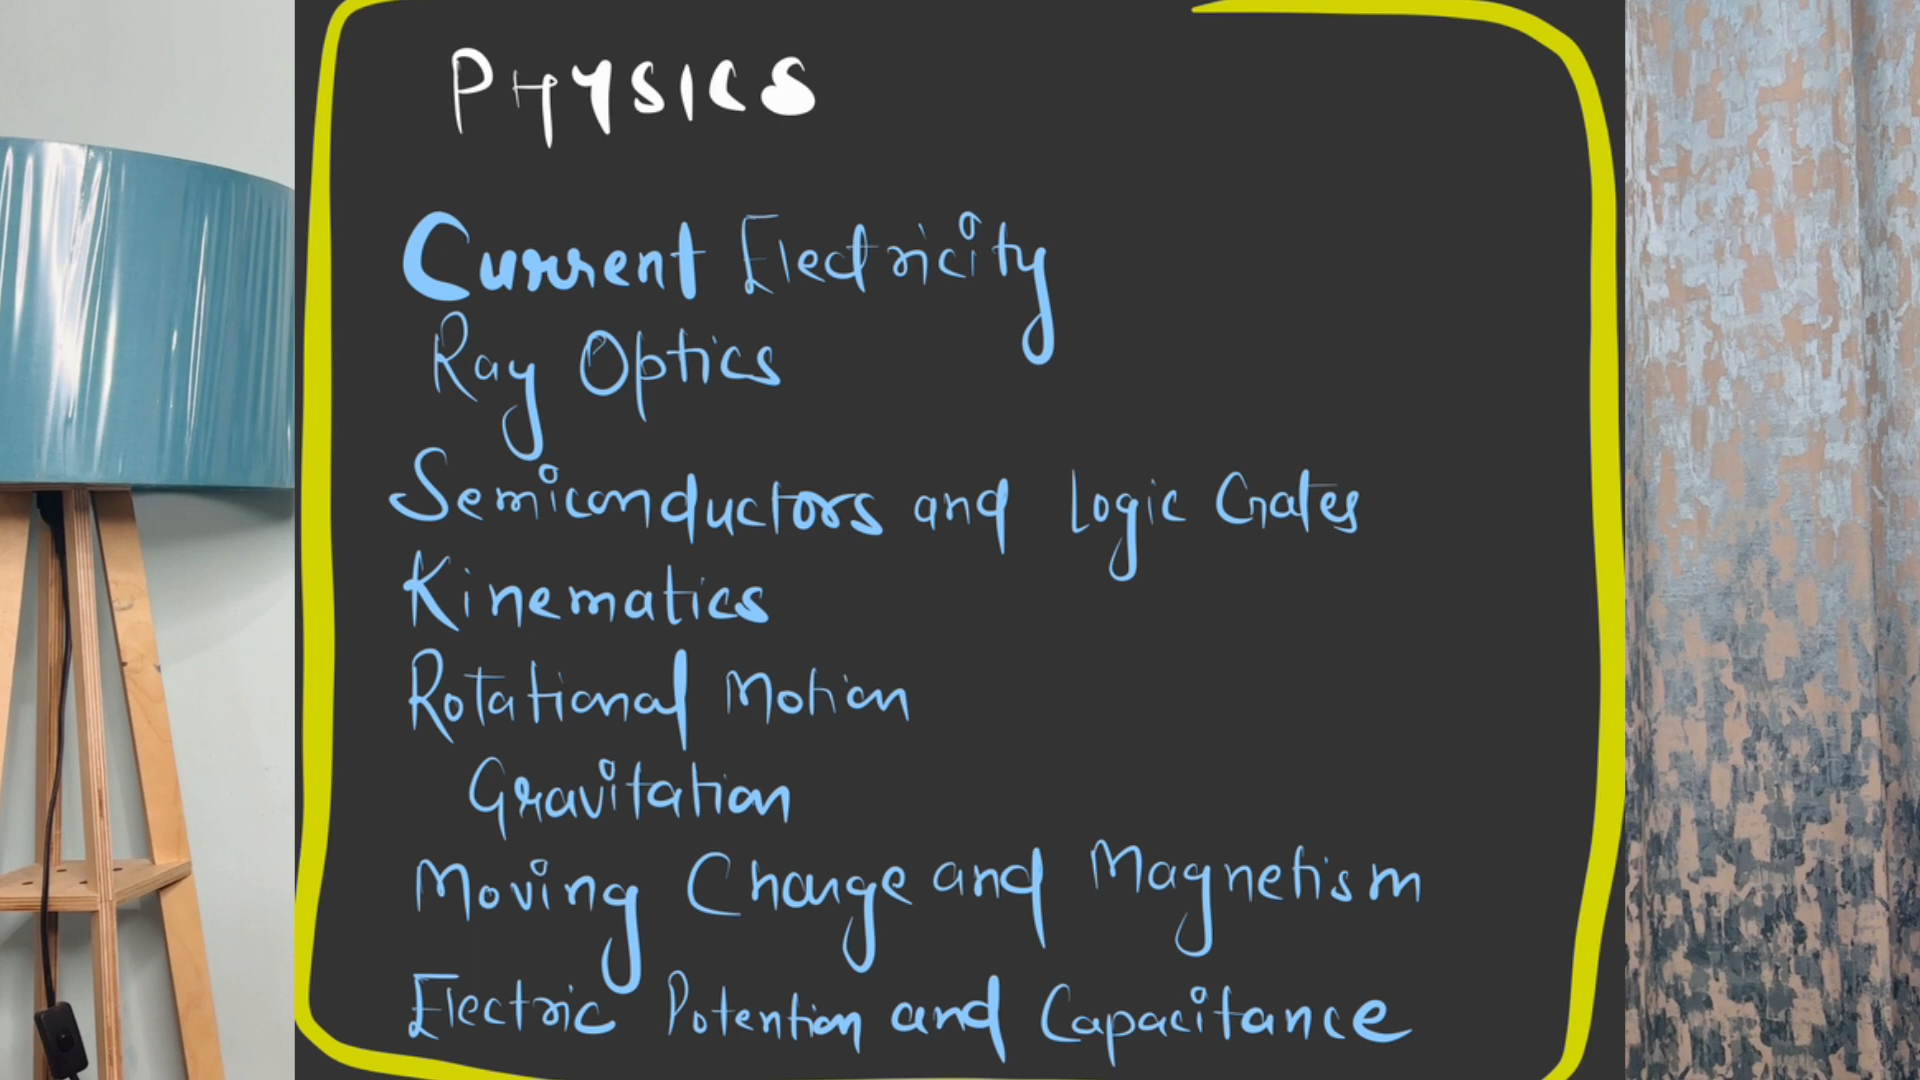 PHYSICS
Current Electricity
Ray Optics
Semiconductors and Logic Gates
Kinematics
Rotational Motion
Gravitation
Moving Charge and Magnetism
Electric Potention and Capacitance